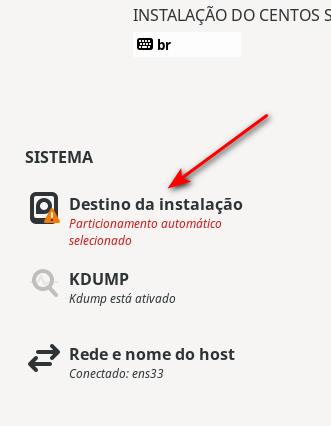 INSTALAÇÃO DO CENTOS S
br
SISTEMA
Destino da instalação
Particionamento automático
selecionado
KDUMP
Kdump está ativado
Rede e nome do host
Conectado: ens33